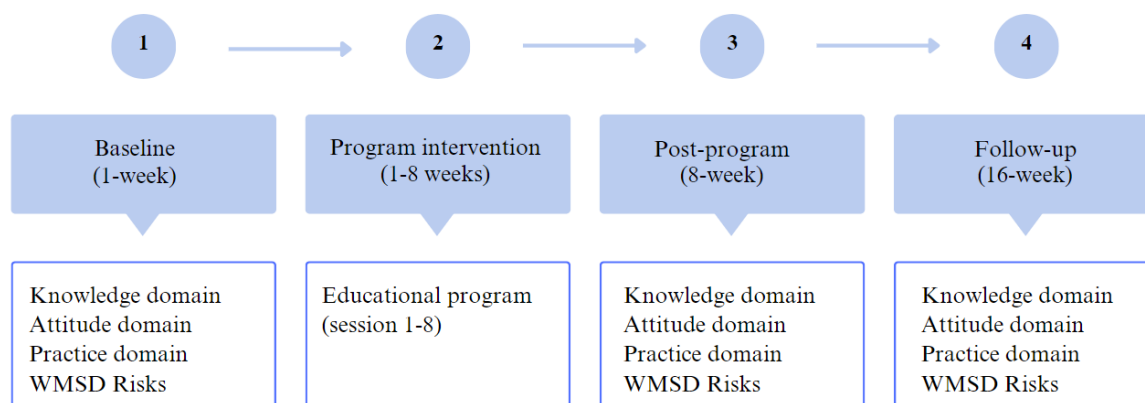 1
2
3
4
Baseline
(1-week)
Program intervention
(1-8 weeks)
Post-program
(8-week)
Follow-up
(16-week)
Knowledge domain
Attitude domain
Practice domain
WMSD Risks
Educational program
(session 1-8)
Knowledge domain
Attitude domain
Practice domain
WMSD Risks
Knowledge domain
Attitude domain
Practice domain
WMSD Risks